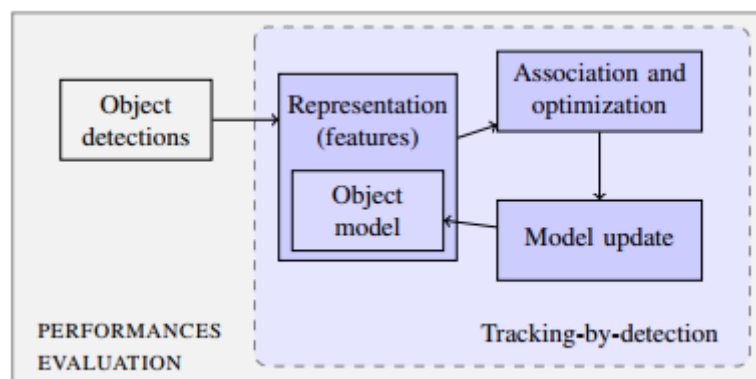 Object
detections
Representation
(features)
Object
model
Association and
optimization
Model update
Tracking-by-detection
PERFORMANCES
EVALUATION